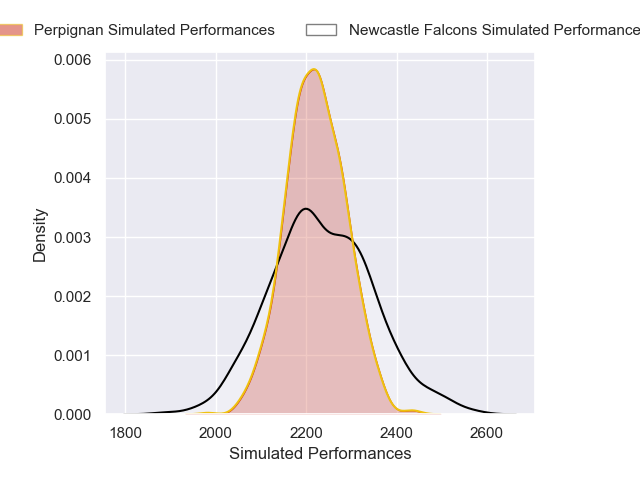 Perpignan Simulated Performances Newcastle Falcons Simulated Performance
0.006
0.005
0.004
0.003
0.002
0.001
0.000
Density
1800 2000 2200 2400 2600
Simulated Performances